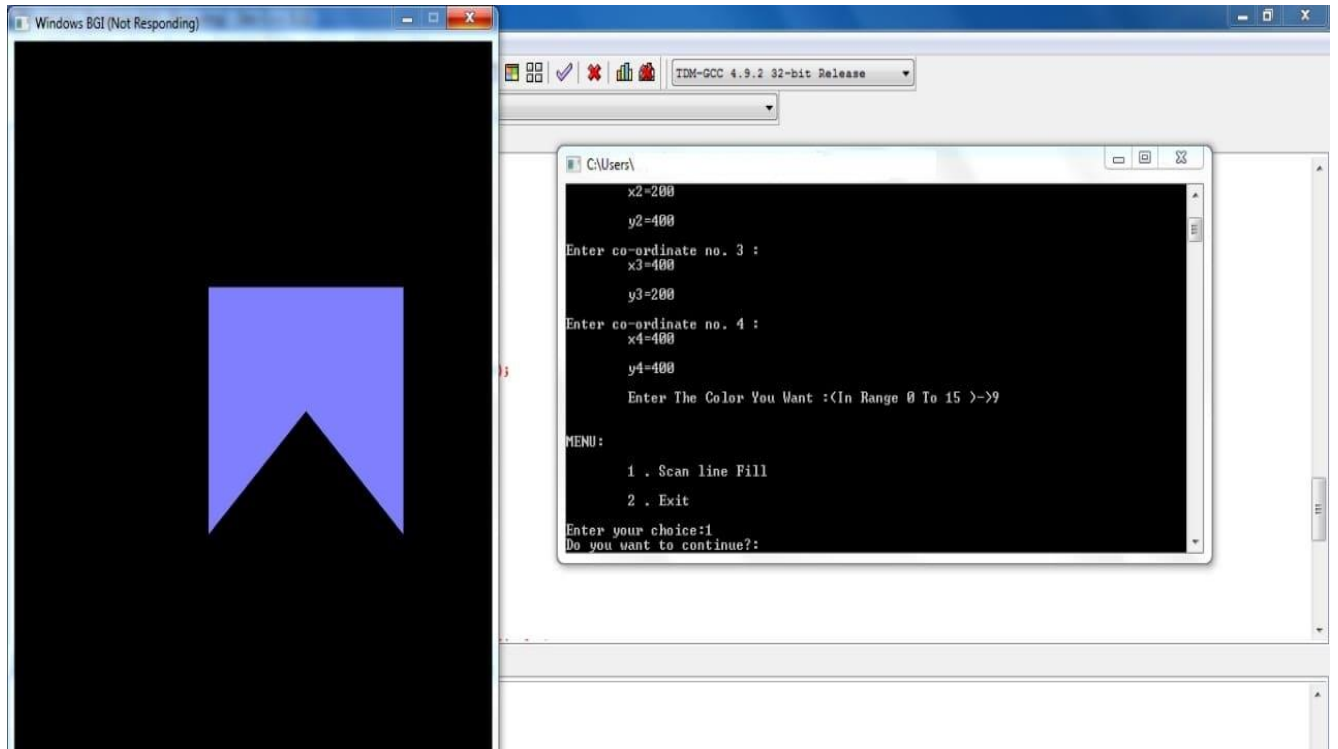 Windows BGI (Not Responding)
TDM-GCC 4.9.2 32-bit Release
);
C:\Users\
x2=200
y2=400
Enter co-ordinate no. 3 :
x3=400
y3=200
Enter co-ordinate no. 4 :
x4=400
y4=400
Enter The Color You Want :(In Range 0 To 15 )->9
MENU:
1 . Scan line Fill
2 . Exit
Enter your choice:1
Do you want to continue?: